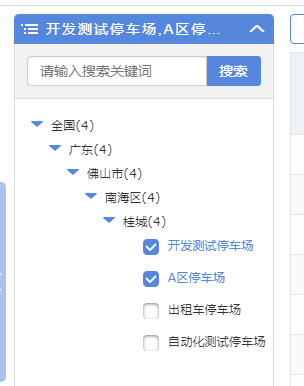 开发测试停车场,A区停...
请输入搜索关键词 搜索
全国(4)
广东(4)
佛山市(4)
南海区(4)
桂城(4)
开发测试停车场
A区停车场
出租车停车场
自动化测试停车场